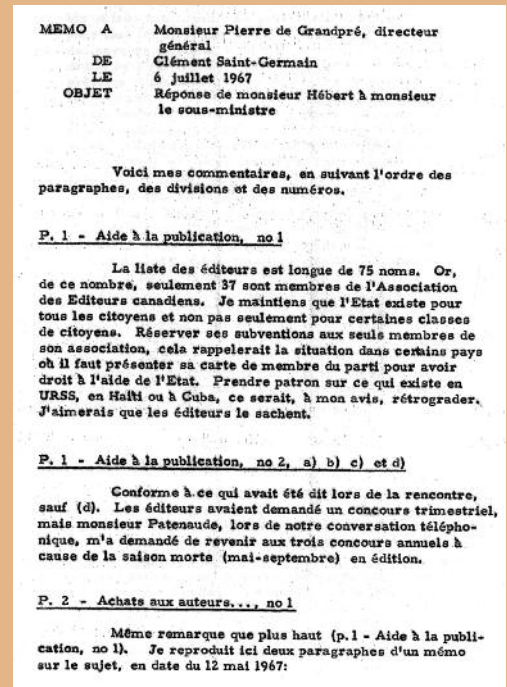 MEMO A Monsieur Pierre de Grandpré, directeur
général
DE Clément Saint-Germain
LE 6 juillet 1967
OBJET Réponse de monsieur Hébert à monsieur
le sous-ministre
Voici mes commentaires, en suivant l'ordre des
paragraphes, des divisions et des numéros.
P. 1 - Aide à la publication, no 1
La liste des éditeurs est longue de 75 noms. Or,
de ce nombre, seulement 37 sont membres de l'Association
des Editeurs canadiens. Je maintiens que l'Etat existe pour
tous les citoyens et non pas seulement pour certaines classes
de citoyens. Réserver ses subventions aux seuls membres de
son association, cela rappelerait la situation dans certains pays
où il faut présenter sa carte de membre du parti pour avoir
droit à l'aide de l'Etat. Prendre patron sur ce qui existe en
URSS, en Haïti ou à Cuba, ce serait, à mon avis, rétrograder.
J'aimerais que les éditeurs le sachent.
P. 1 - Aide à la publication, no 2, a) b) c) et d)
Conforme à ce qui avait été dit lors de la rencontre,
sauf (d). Les éditeurs avaient demandé un concours trimestriel,
mais monsieur Patenaude, lors de notre conversation télépho-
nique, m'a demandé de revenir aux trois concours annuels à
cause de la saison morte (mai-septembre) en édition.
P. 2 - Achats aux auteurs..., no 1
Même remarque que plus haut (p. 1 - Aide à la publi-
cation, no 1). Je reproduit ici deux paragraphes d'un mémo
sur le sujet, en date du 12 mai 1967: